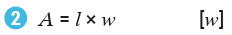 2 A = l × w [w]